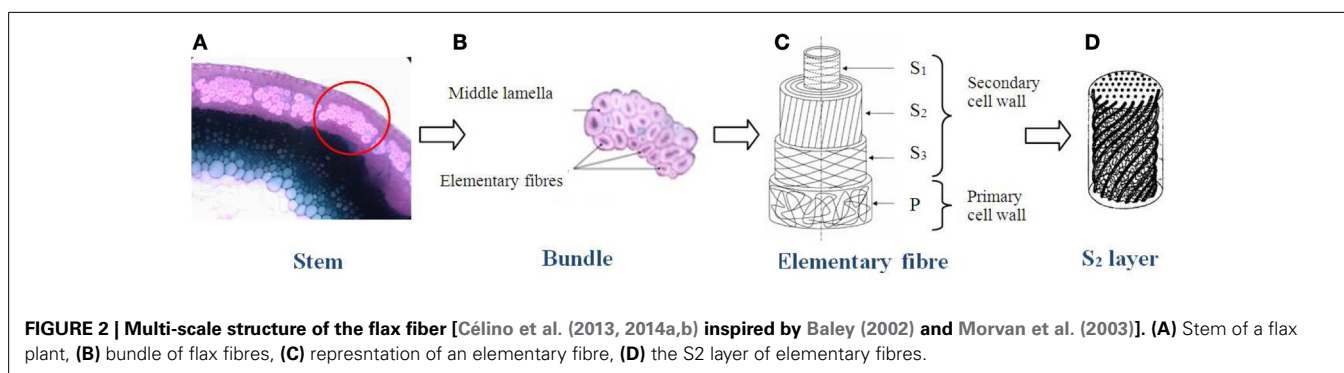 A
B
C
D
Middle lamella
Elementary fibres
S1
S2
S3
P
Secondary
cell wall
Primary
cell wall
Stem
Bundle
Elementary fibre
S2 layer
FIGURE 2 | Multi-scale structure of the flax fiber [Célino et al. (2013, 2014a,b) inspired by Baley (2002) and Morvan et al. (2003)]. (A) Stem of a flax
plant, (B) bundle of flax fibres, (C) represntation of an elementary fibre, (D) the S2 layer of elementary fibres.